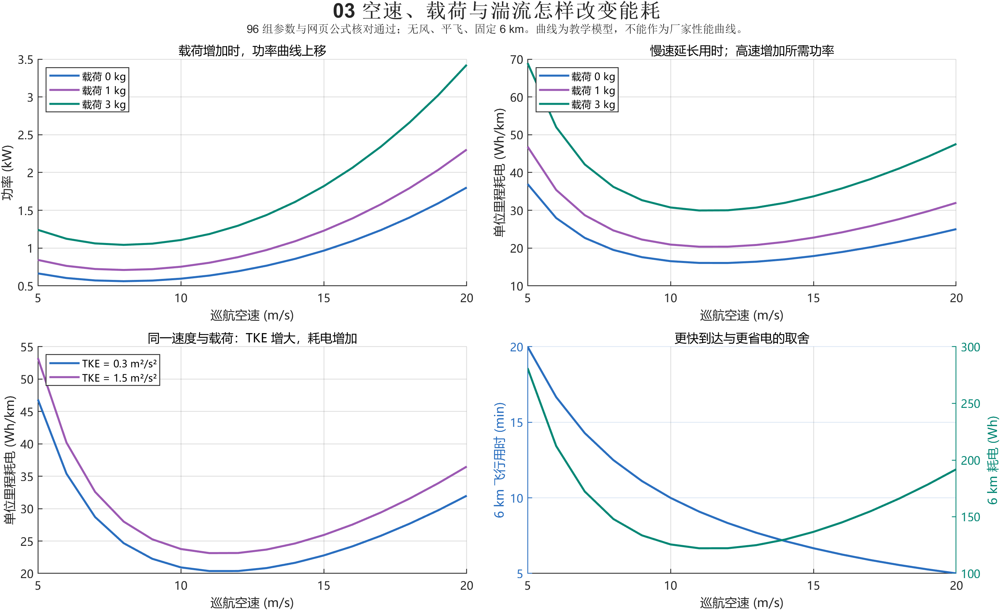 03 空速、载荷与湍流怎样改变能耗
96 组参数与网页公式核对通过；无风、平飞、固定 6 km。曲线为教学模型，不能作为厂家性能曲线。
载荷增加时，功率曲线上移
功率 (kW)
3.5
3
2.5
2
1.5
1
0.5
载荷 0 kg
载荷 1 kg
载荷 3 kg
5
10
15
20
巡航空速 (m/s)
慢速延长用时；高速增加所需功率
单位里程耗电 (Wh/km)
70
60
50
40
30
20
10
载荷 0 kg
载荷 1 kg
载荷 3 kg
5
10
15
20
巡航空速 (m/s)
同一速度与载荷：TKE 增大，耗电增加
单位里程耗电 (Wh/km)
55
50
45
40
35
30
25
20
TKE = 0.3 m²/s²
TKE = 1.5 m²/s²
5
10
15
20
巡航空速 (m/s)
更快到达与更省电的取舍
6 km 飞行用时 (min)
20
15
10
5
300
250
200
150
100
6 km 耗电 (Wh)
5
10
15
20
巡航空速 (m/s)